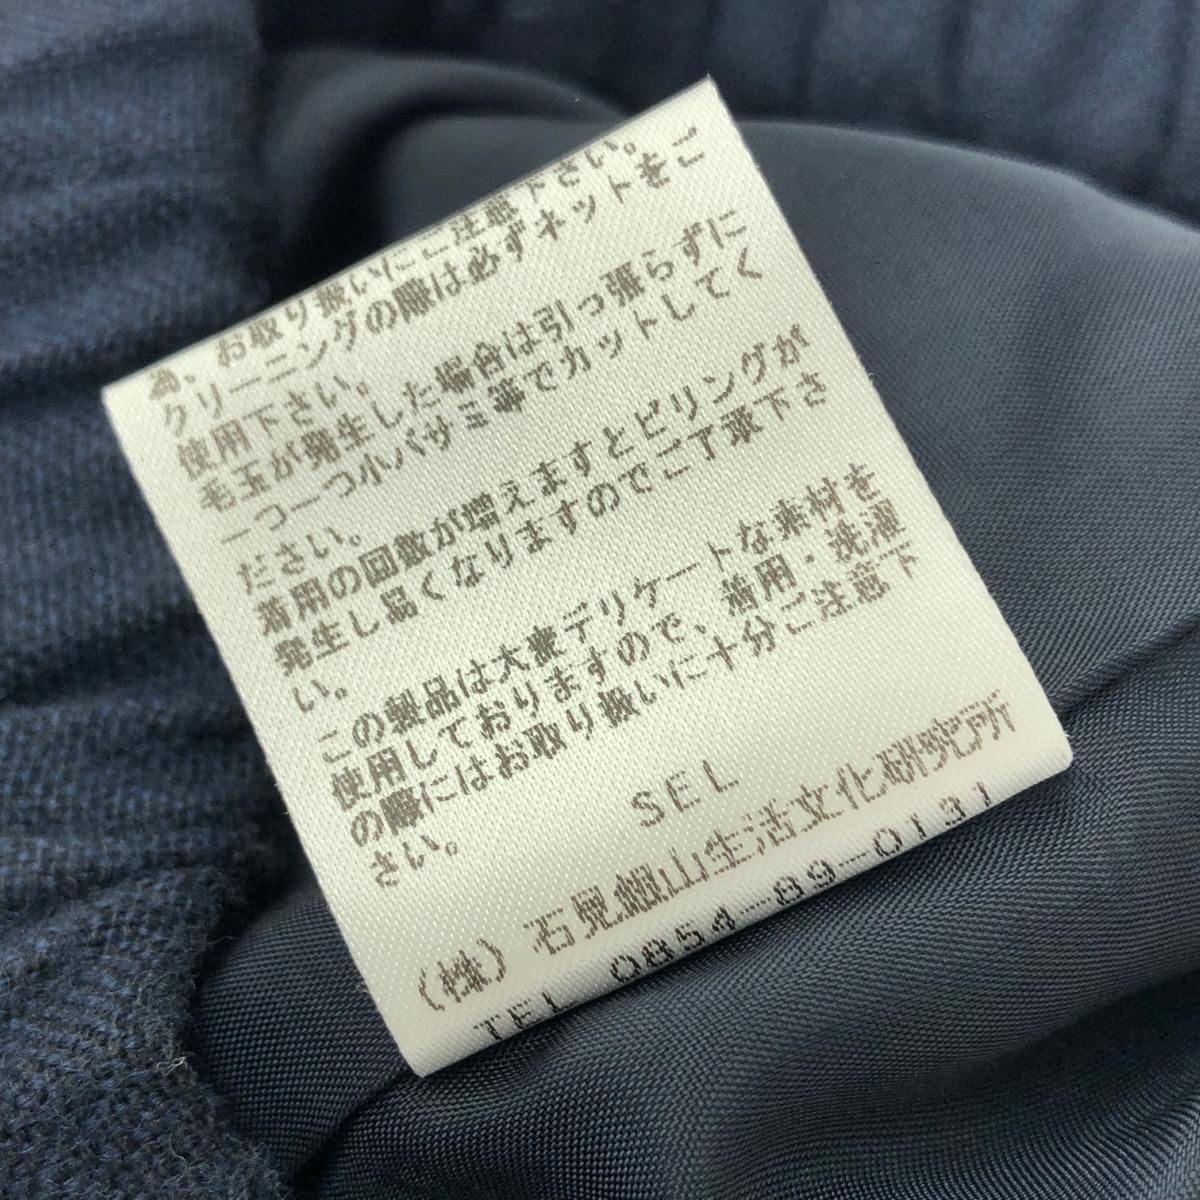 為、お取り扱いにご注意下さい。
クリーニングの際は必ずネットをご
使用下さい。
毛玉が発生した場合は引っ張らずに
一つ一つ小バサミ等でカットしてく
ださい。
着用の回数が増えますとピリングが
発生し易くなりますのでご了承下さ
い。
この製品は大変デリケートな素材を
使用しておりますので、着用・洗濯
の際にはお取り扱いに十分ご注意下
さい。
SEL
（株）石見銀山生活文化研究所
TEL 0854-89-0131